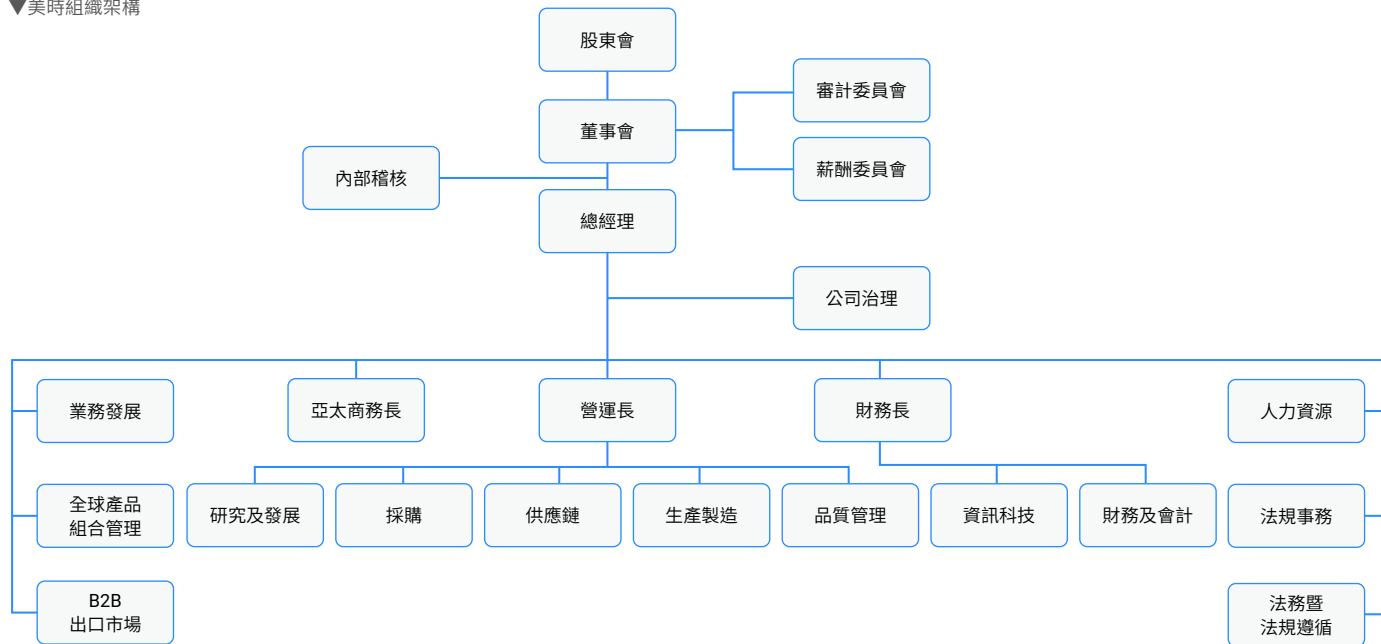 ▼美時組織架構
股東會
審計委員會
董事會
薪酬委員會
內部稽核
總經理
公司治理
業務發展
亞太商務長
營運長
財務長
人力資源
全球產品
組合管理
研究及發展
採購
供應鏈
生產製造
品質管理
資訊科技
財務及會計
法規事務
B2B
出口市場
法務暨
法規遵循